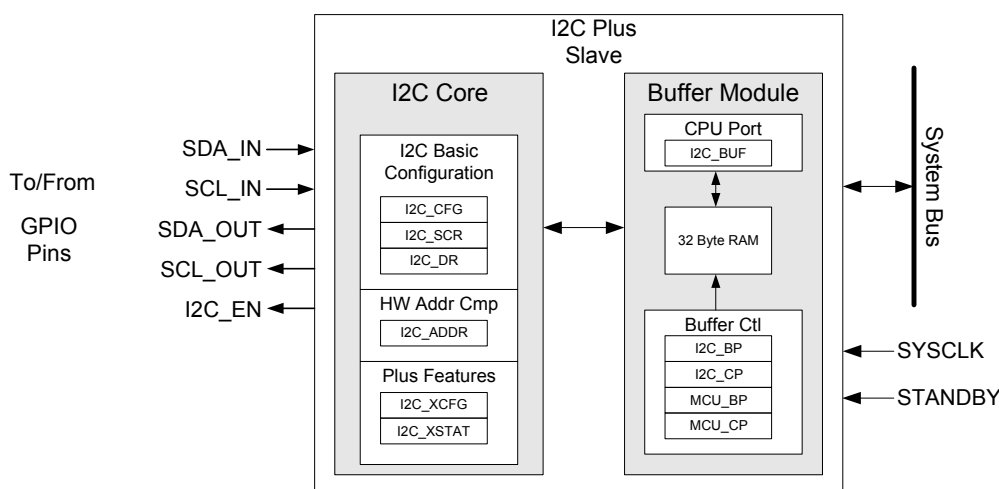 I2C Plus
Slave
I2C Core
I2C Basic
Configuration
I2C_CFG
I2C_SCR
I2C_DR
HW Addr Cmp
I2C_ADDR
Plus Features
I2C_XCFG
I2C_XSTAT
Buffer Module
CPU Port
I2C_BUF
32 Byte RAM
Buffer Ctl
I2C_BP
I2C_CP
MCU_BP
MCU_CP
To/From
GPIO
Pins
SDA_IN
SCL_IN
SDA_OUT
SCL_OUT
I2C_EN
System Bus
SYSCLK
STANDBY